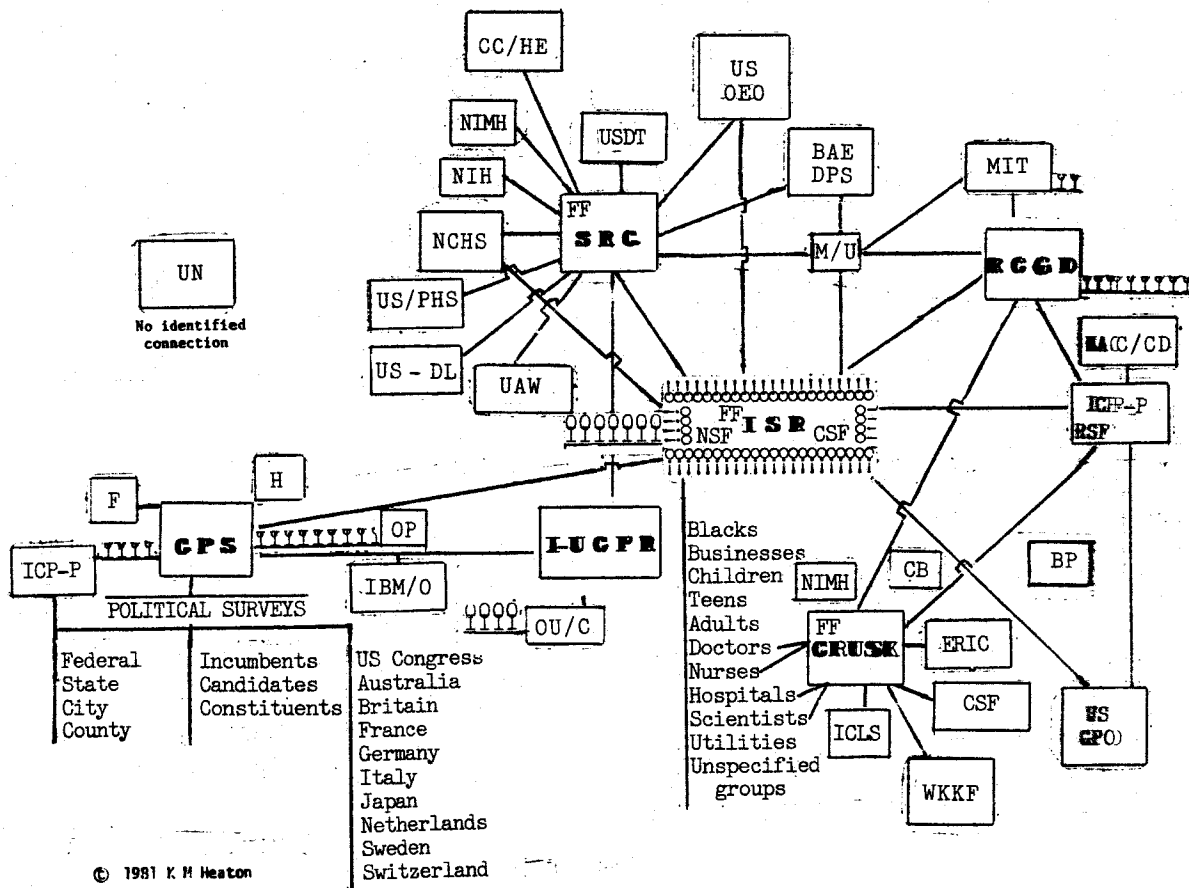 CC/HE
US
OEO
NIMH
USDT
BAE
DPS
MIT
NIH
FF
SRC
NCHS
M/U
RCGD
UN
No identified
connection
US/PHS
US-DL
UAW
/CD
FF
ISR
NSF
CSF
ICP-P
RSF
H
F
GPS
OP
I-UCPR
ICP-P
IBM/O
POLITICAL SURVEYS
OU/C
Federal
State
City
County
Incumbents
Candidates
Constituents
US Congress
Australia
Britain
France
Germany
Italy
Japan
Netherlands
Sweden
Switzerland
Blacks
Businesses
Children
Teens
Adults
Doctors
Nurses
Hospitals
Scientists
Utilities
Unspecified
groups
NIMH
CB
BP
FF
CRUSK
ERIC
CSF
ICLS
WKKF
US
GPO
© 1981 K M Heaton